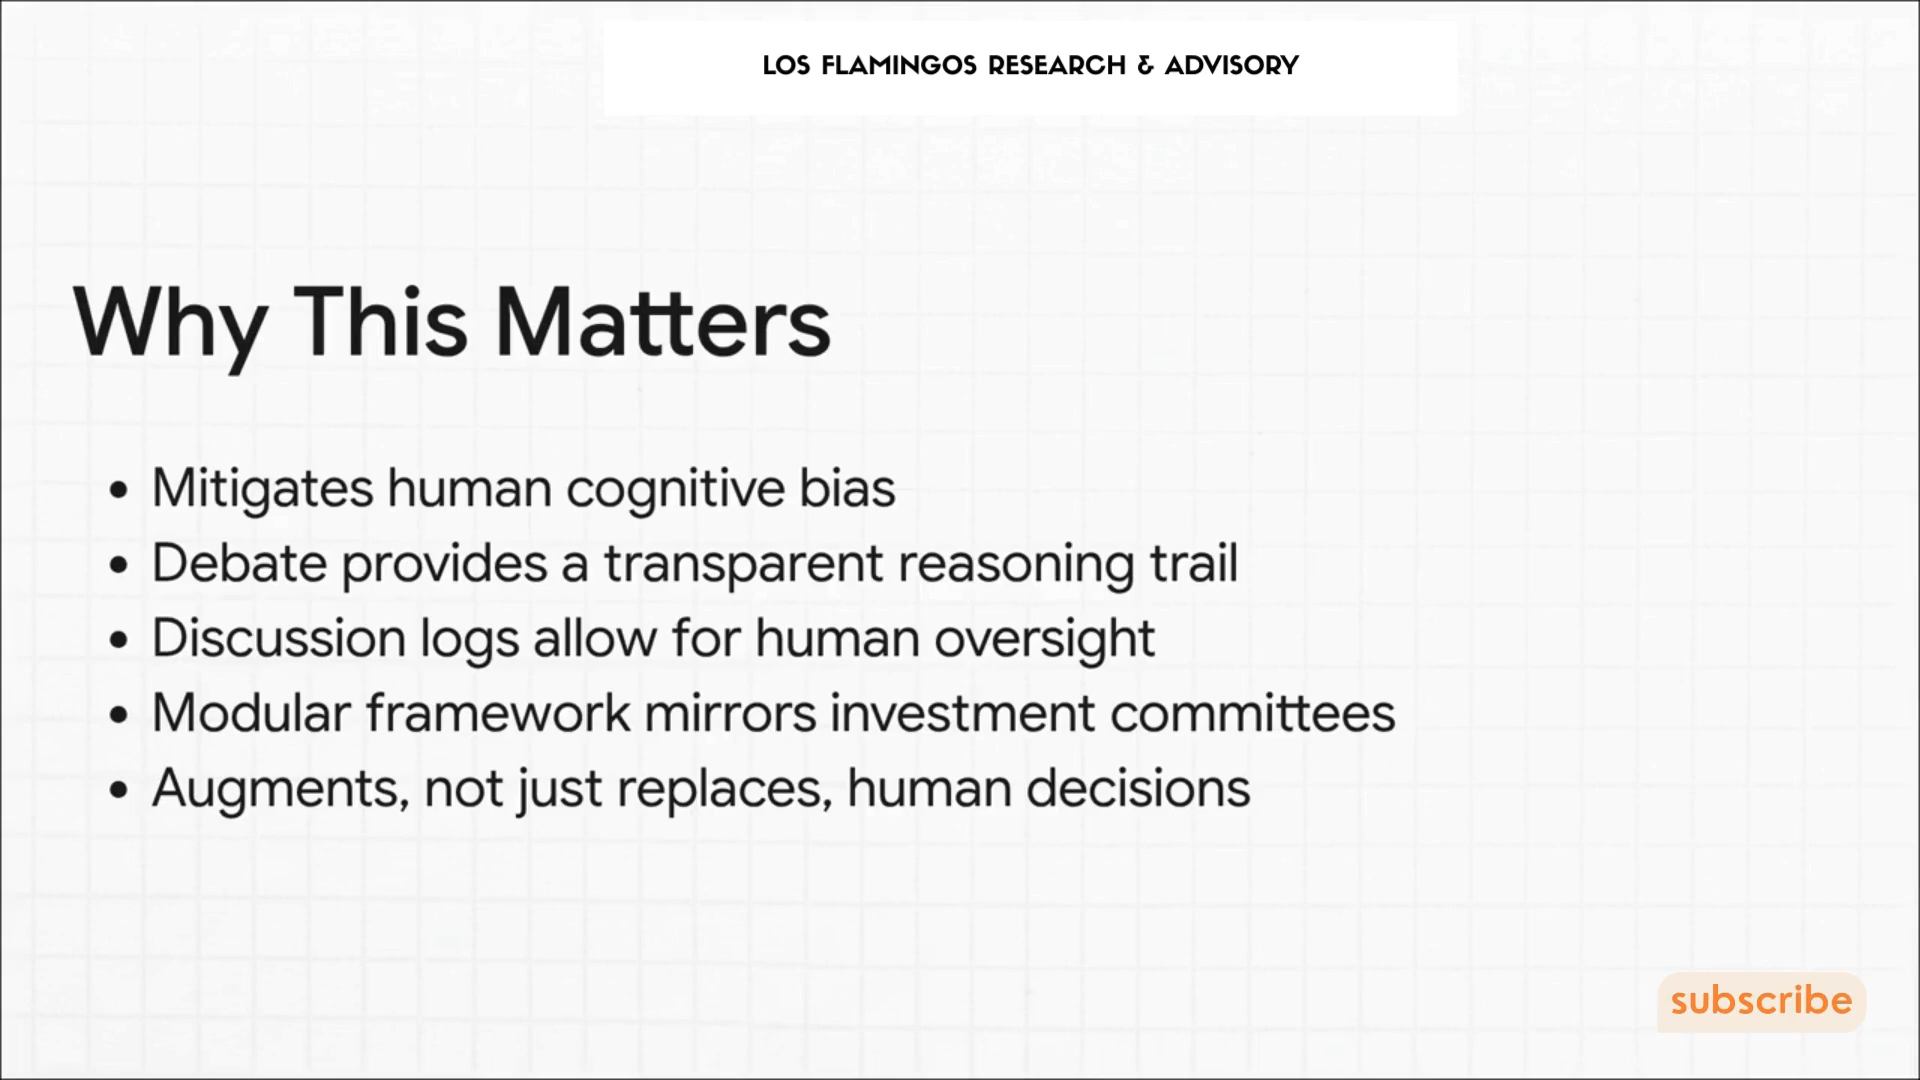 LOS FLAMINGOS RESEARCH & ADVISORY
Why This Matters
• Mitigates human cognitive bias
• Debate provides a transparent reasoning trail
• Discussion logs allow for human oversight
• Modular framework mirrors investment committees
• Augments, not just replaces, human decisions
subscribe